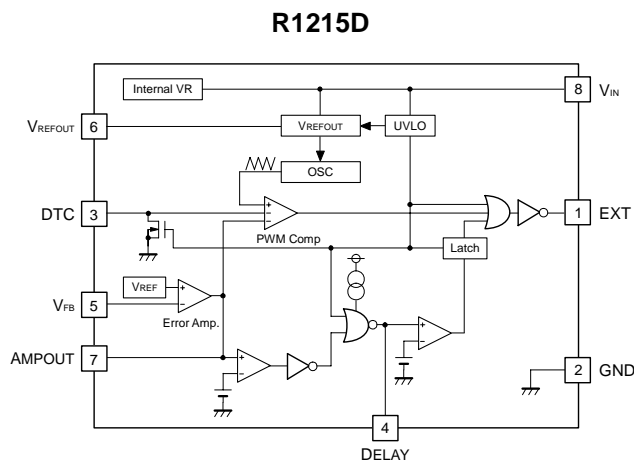 R1215D
Internal VR
8
VIN
VREFOUT
6
VREFOUT
UVLO
OSC
+
−
−
DTC
3
1
EXT
PWM Comp
Latch
VREF
+
−
VFB
5
Error Amp.
AMPOUT
7
+
−
+
−
2
GND
4
DELAY